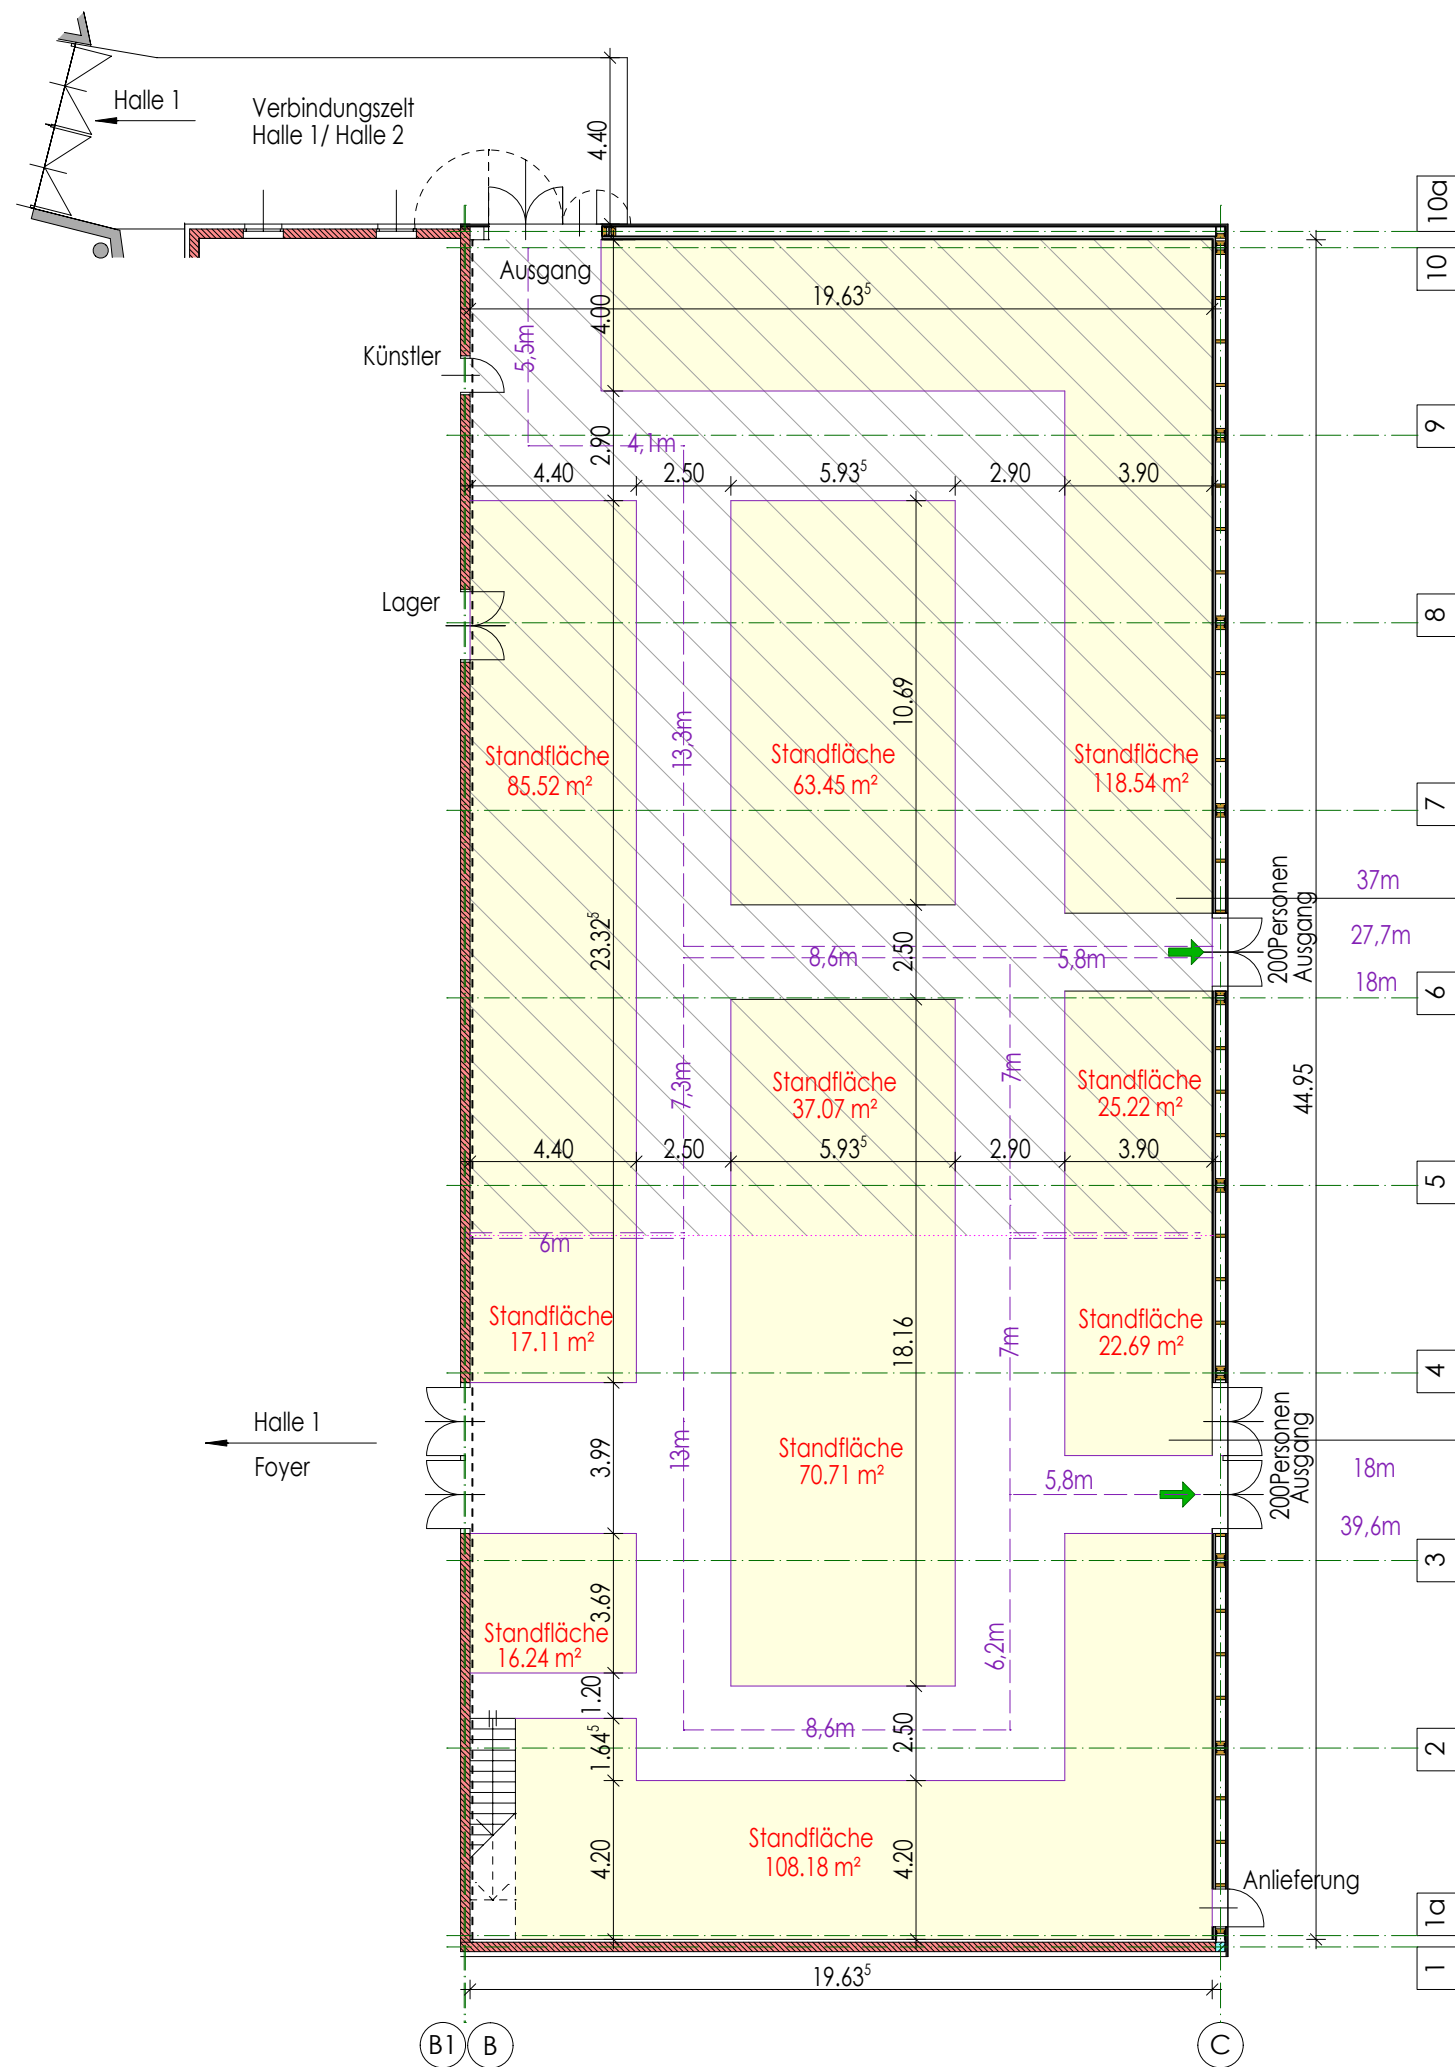 Halle 1
Verbindungszelt
Halle 1/ Halle 2
4.40
10a
10
Ausgang
19.63⁵
4.00
5,5m
Künstler
9
2.90
4,1m
4.40
2.50
5.93⁵
2.90
3.90
Lager
8
10.69
13,3m
Standfläche
85.52 m²
Standfläche
63.45 m²
Standfläche
118.54 m²
7
37m
200Personen
Ausgang
23.32⁵
2.50
27,7m
8,6m
5,8m
18m
6
7,3m
7m
Standfläche
37.07 m²
Standfläche
25.22 m²
44.95
4.40
2.50
5.93⁵
2.90
3.90
5
6m
Standfläche
17.11 m²
18.16
7m
Standfläche
22.69 m²
4
Halle 1
Foyer
3.99
13m
Standfläche
70.71 m²
5,8m
200Personen
Ausgang
18m
39,6m
3
3.69
Standfläche
16.24 m²
6,2m
1.20
8,6m
2.50
1.64⁵
2
Standfläche
108.18 m²
4.20
4.20
Anlieferung
1a
1
19.63⁵
B1
B
C